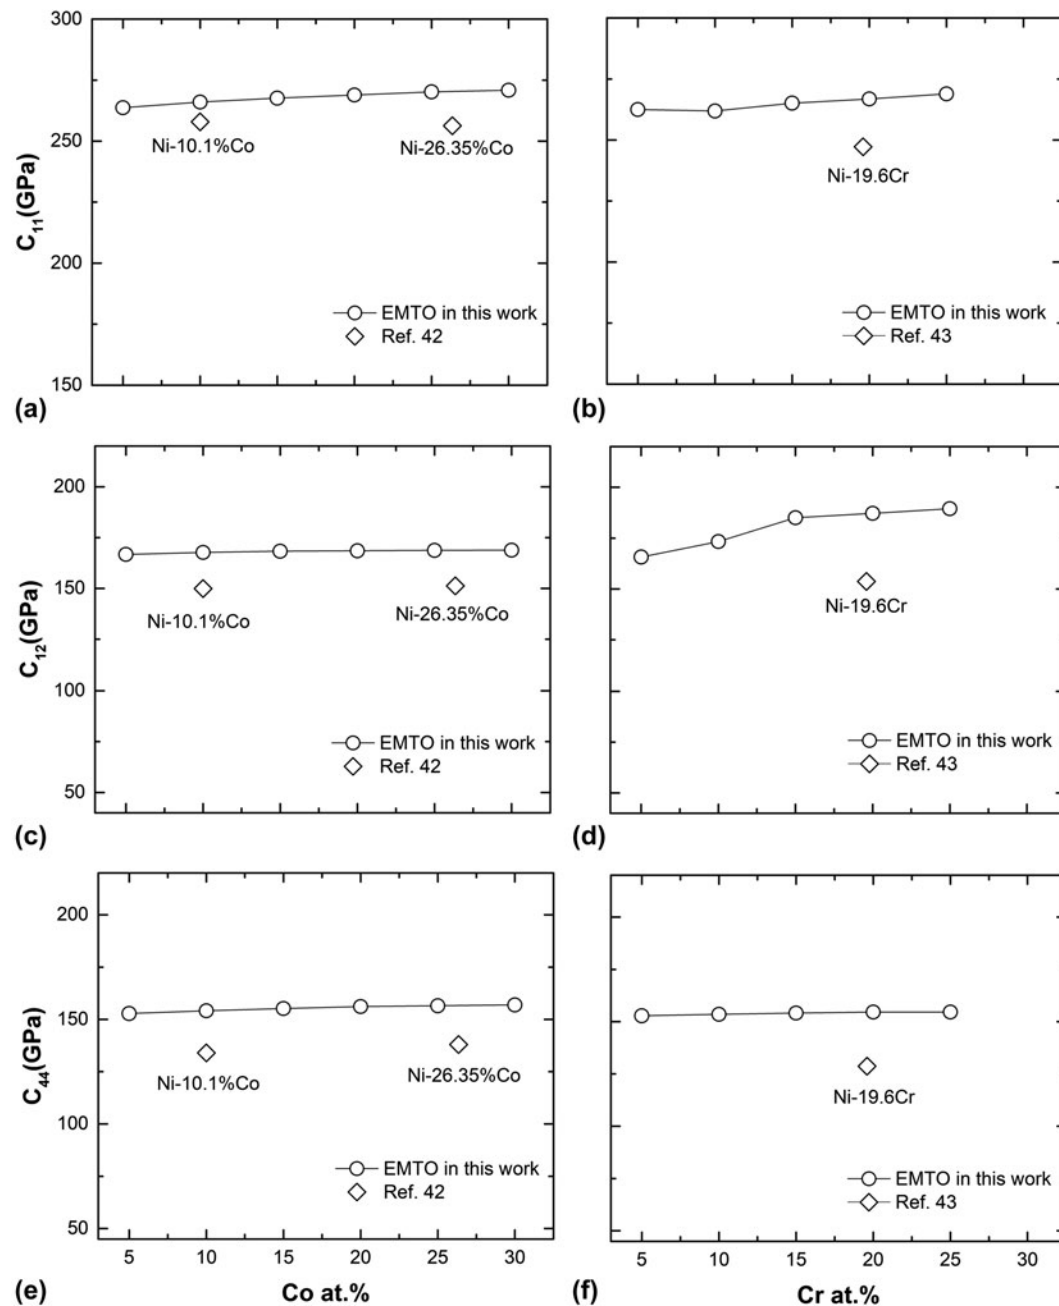 300
250
200
150
C11(GPa)
Ni-10.1%Co
Ni-26.35%Co
EMTO in this work
Ref. 42
(a)
Ni-19.6Cr
EMTO in this work
Ref. 43
(b)
200
150
100
50
C12(GPa)
Ni-10.1%Co
Ni-26.35%Co
EMTO in this work
Ref. 42
(c)
Ni-19.6Cr
EMTO in this work
Ref. 43
(d)
200
150
100
50
C44(GPa)
Ni-10.1%Co
Ni-26.35%Co
EMTO in this work
Ref. 42
5 10 15 20 25 30
Co at.%
(e)
Ni-19.6Cr
EMTO in this work
Ref. 43
5 10 15 20 25 30
Cr at.%
(f)